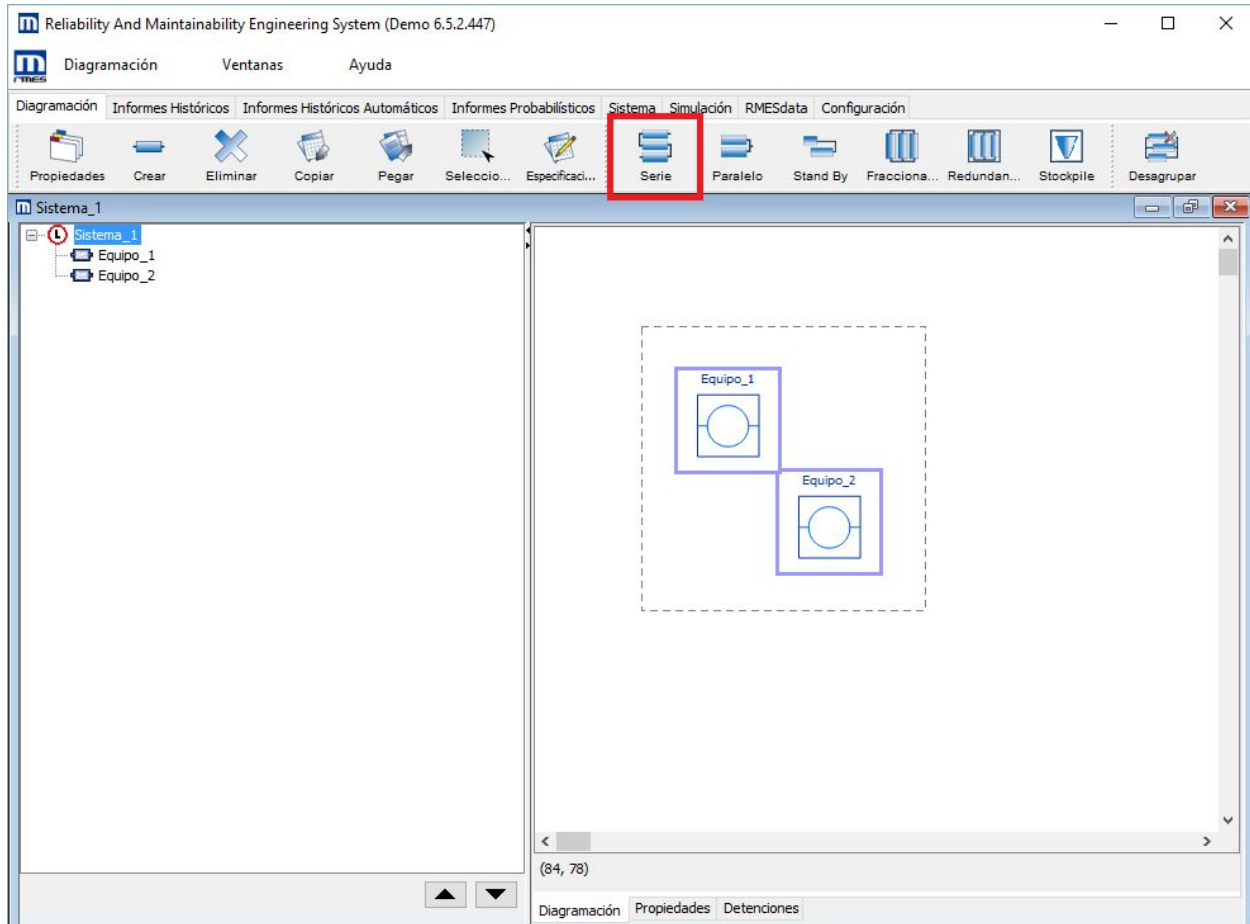 Reliability And Maintainability Engineering System (Demo 6.5.2.447)
rmes Diagramación Ventanas Ayuda
Diagramación Informes Históricos Informes Históricos Automáticos Informes Probabilísticos Sistema Simulación RMESdata Configuración
Propiedades Crear Eliminar Copiar Pegar Seleccio... Especificaci... Serie Paralelo Stand By Fracciona... Redundan... Stockpile Desagrupar
Sistema_1
L Sistema_1
Equipo_1
Equipo_2
Equipo_1
Equipo_2
(84, 78)
Diagramación Propiedades Detenciones